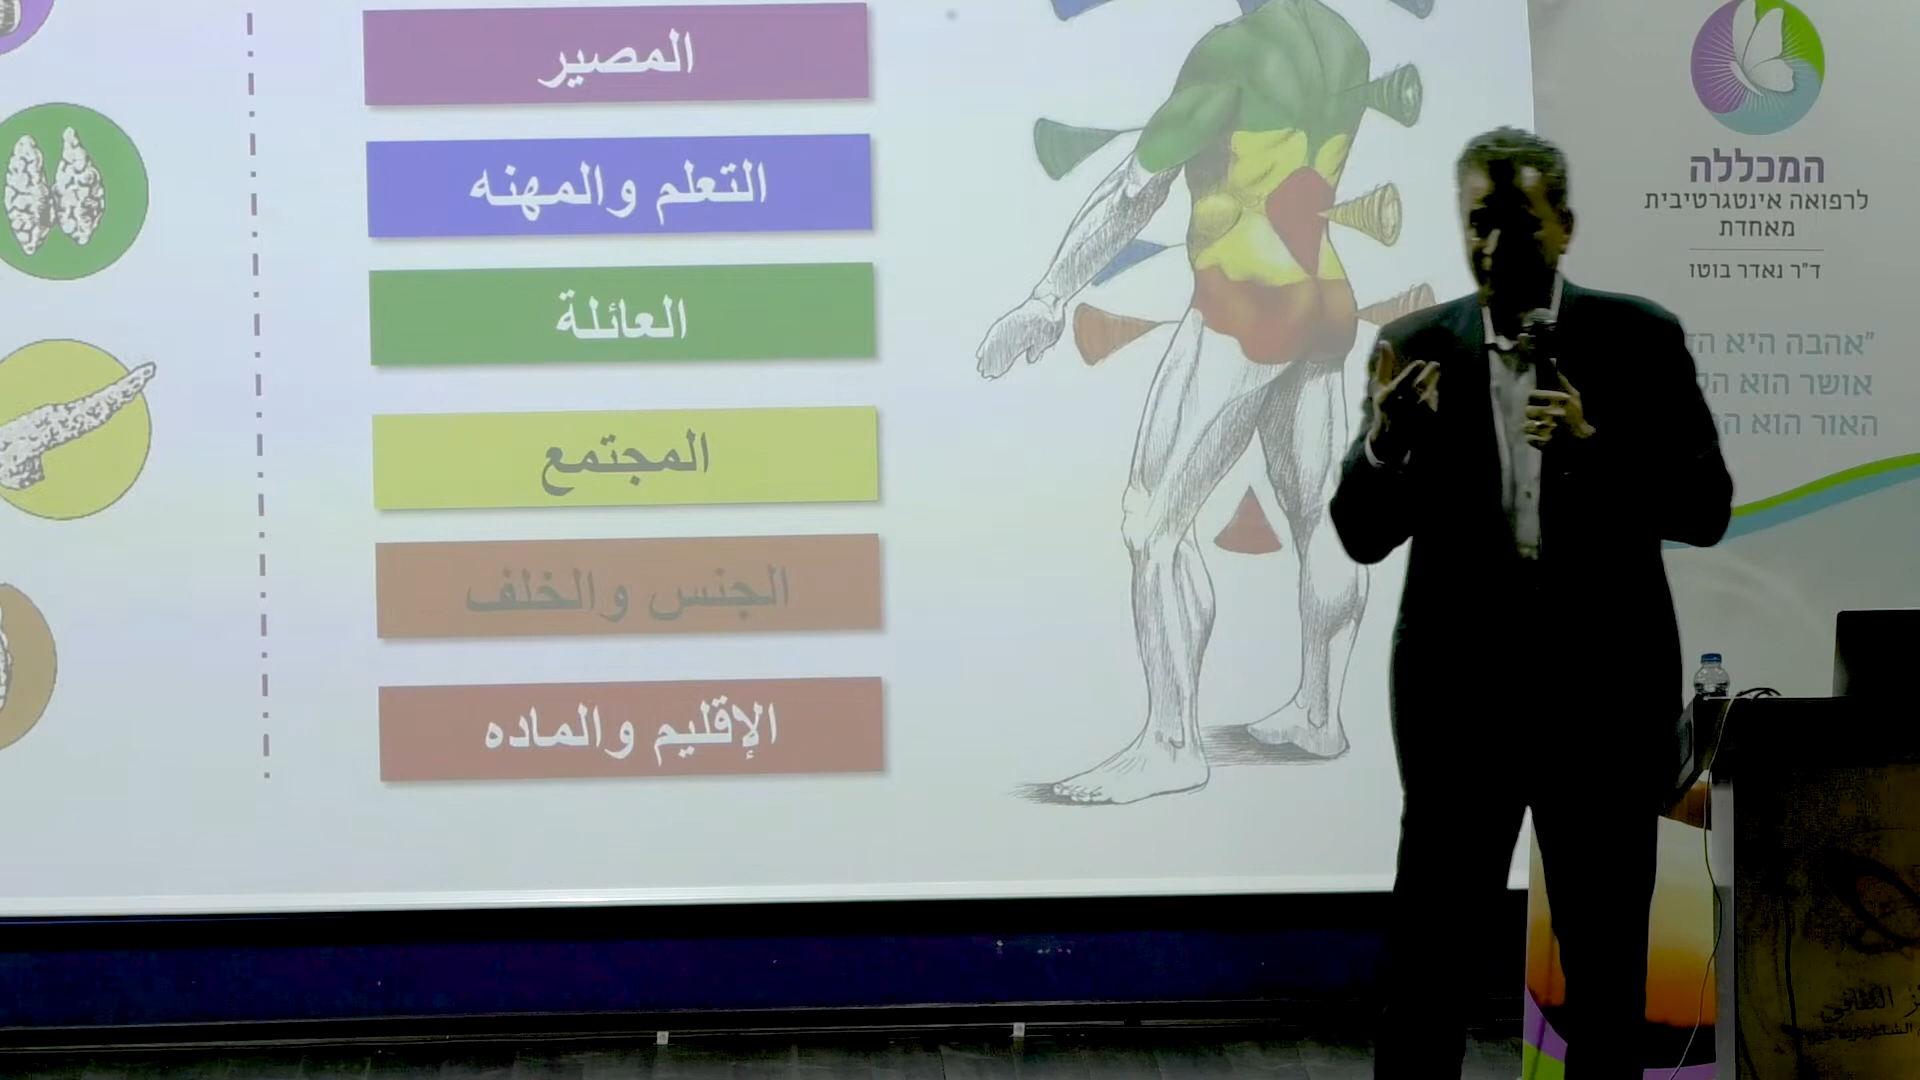 المصير
التعلم والمهنه
العائلة
المجتمع
الجنس والخلف
الإقليم والماده
המכללה
לרפואה אינטגרטיבית
מאחדת
ד"ר נאדר בוטו
"אהבה היא
אושר הוא
האור הוא